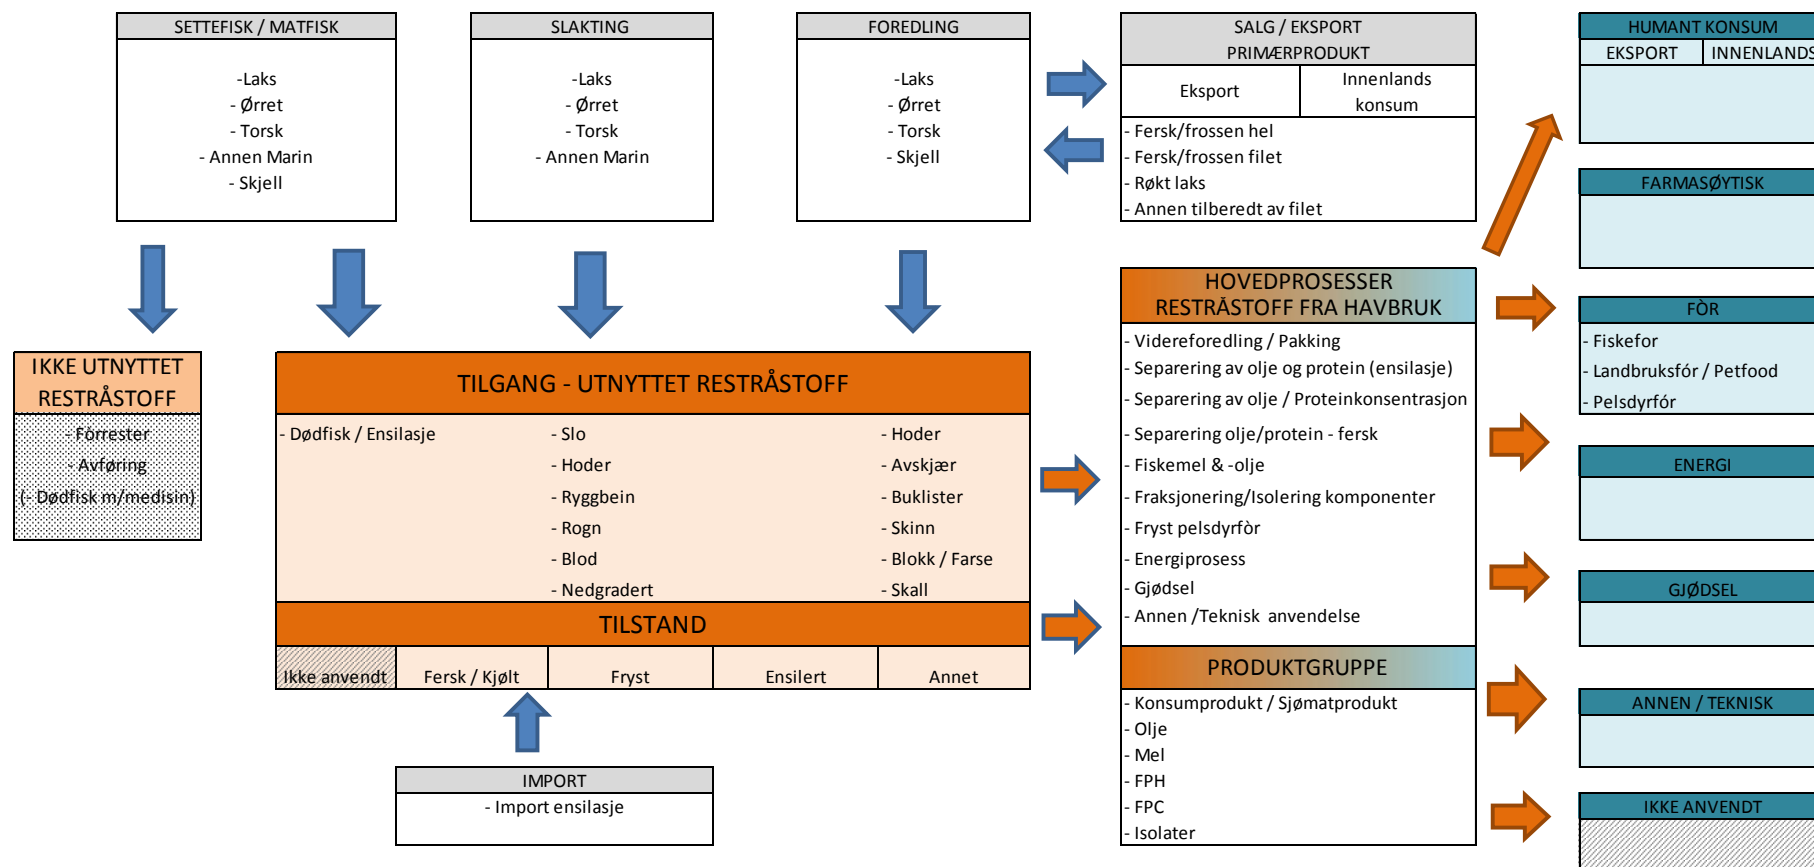 SETTEFISK / MATFISK
-Laks
- Ørret
- Torsk
- Annen Marin
- Skjell
SLAKTING
-Laks
- Ørret
- Torsk
- Annen Marin
FOREDLING
-Laks
- Ørret
- Torsk
- Skjell
SALG / EKSPORT
PRIMÆRPRODUKT
Eksport
Innenlands
konsum
- Fersk/frossen hel
- Fersk/frossen filet
- Røkt laks
- Annen tilberedt av filet
HUMANT KONSUM
EKSPORT
INNENLANDS
FARMASØYTISK
IKKE UTNYTTET
RESTRÅSTOFF
- Fòrrester
- Avføring
(- Dødfisk m/medisin)
TILGANG - UTNYTTET RESTRÅSTOFF
- Dødfisk / Ensilasje
- Slo
- Hoder
- Ryggbein
- Rogn
- Blod
- Nedgradert
- Hoder
- Avskjær
- Buklister
- Skinn
- Blokk / Farse
- Skall
TILSTAND
Ikke anvendt
Fersk / Kjølt
Fryst
Ensilert
Annet
IMPORT
- Import ensilasje
HOVEDPROSESSER
RESTRÅSTOFF FRA HAVBRUK
- Videreforedling / Pakking
- Separering av olje og protein (ensilasje)
- Separering av olje / Proteinkonsentrasjon
- Separering olje/protein - fersk
- Fiskemel & -olje
- Fraksjonering/Isolering komponenter
- Fryst pelsdyrfòr
- Energiprosess
- Gjødsel
- Annen /Teknisk anvendelse
PRODUKTGRUPPE
- Konsumprodukt / Sjømatprodukt
- Olje
- Mel
- FPH
- FPC
- Isolater
FÒR
- Fiskefor
- Landbruksfór / Petfood
- Pelsdyrfór
ENERGI
GJØDSEL
ANNEN / TEKNISK
IKKE ANVENDT